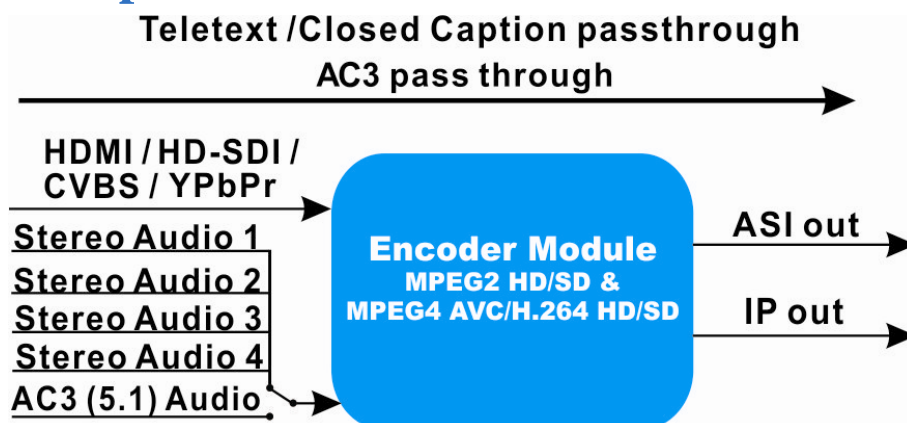 Teletext /Closed Caption passthrough
AC3 pass through
HDMI / HD-SDI /
CVBS / YPbPr
Stereo Audio 1
Stereo Audio 2
Stereo Audio 3
Stereo Audio 4
AC3 (5.1) Audio
Encoder Module
MPEG2 HD/SD &
MPEG4 AVC/H.264 HD/SD
ASI out
IP out